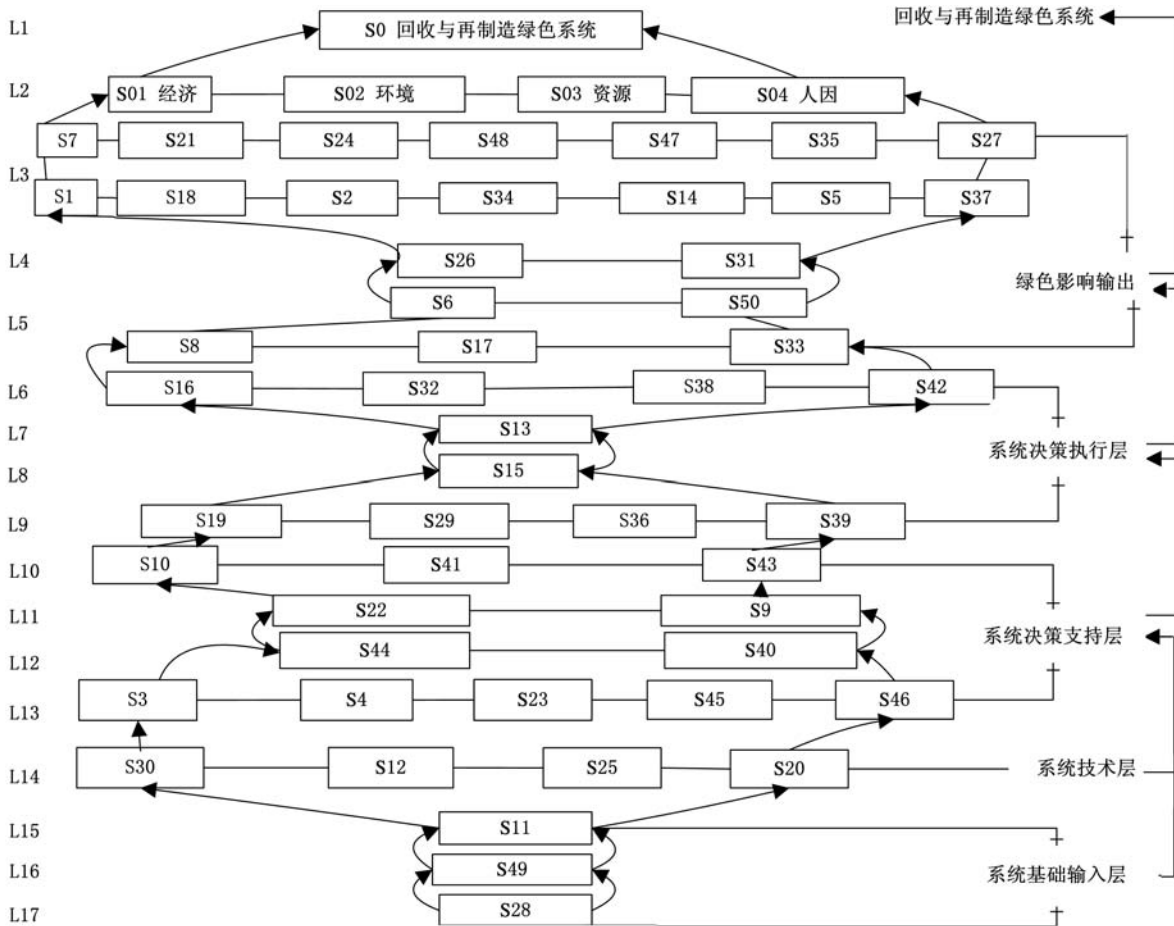 L1
S0 回收与再制造绿色系统
回收与再制造绿色系统
L2
S01 经济
S02 环境
S03 资源
S04 人因
S7
S21
S24
S48
S47
S35
S27
L3
S1
S18
S2
S34
S14
S5
S37
L4
S26
S31
绿色影响输出
S6
S50
L5
S8
S17
S33
L6
S16
S32
S38
S42
L7
S13
系统决策执行层
L8
S15
L9
S19
S29
S36
S39
L10
S10
S41
S43
L11
S22
S9
系统决策支持层
L12
S44
S40
L13
S3
S4
S23
S45
S46
L14
S30
S12
S25
S20
系统技术层
L15
S11
L16
S49
系统基础输入层
L17
S28